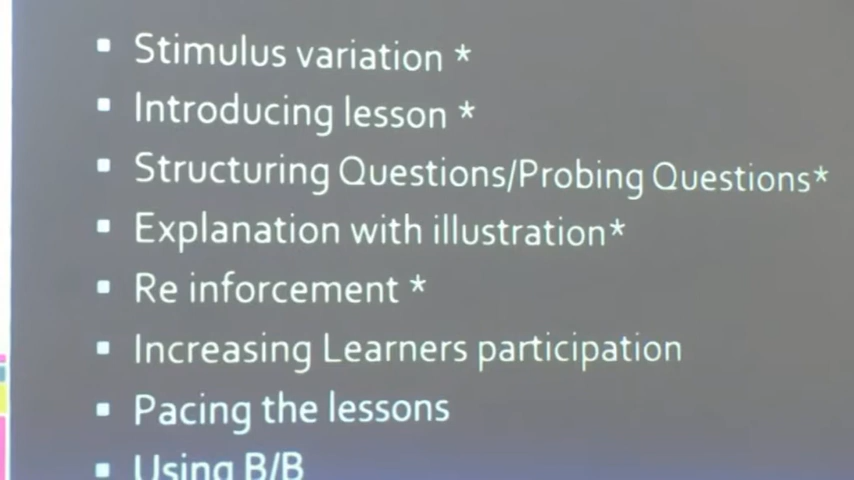 ▪ Stimulus variation *
▪ Introducing lesson *
▪ Structuring Questions/Probing Questions*
▪ Explanation with illustration*
▪ Re inforcement *
▪ Increasing Learners participation
▪ Pacing the lessons
▪ Using B/B